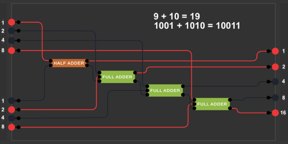 9 + 10 = 19
1001 + 1010 = 10011
1
2
4
8
HALF ADDER
FULL ADDER
FULL ADDER
FULL ADDER
1
2
4
8
1
2
4
8
16